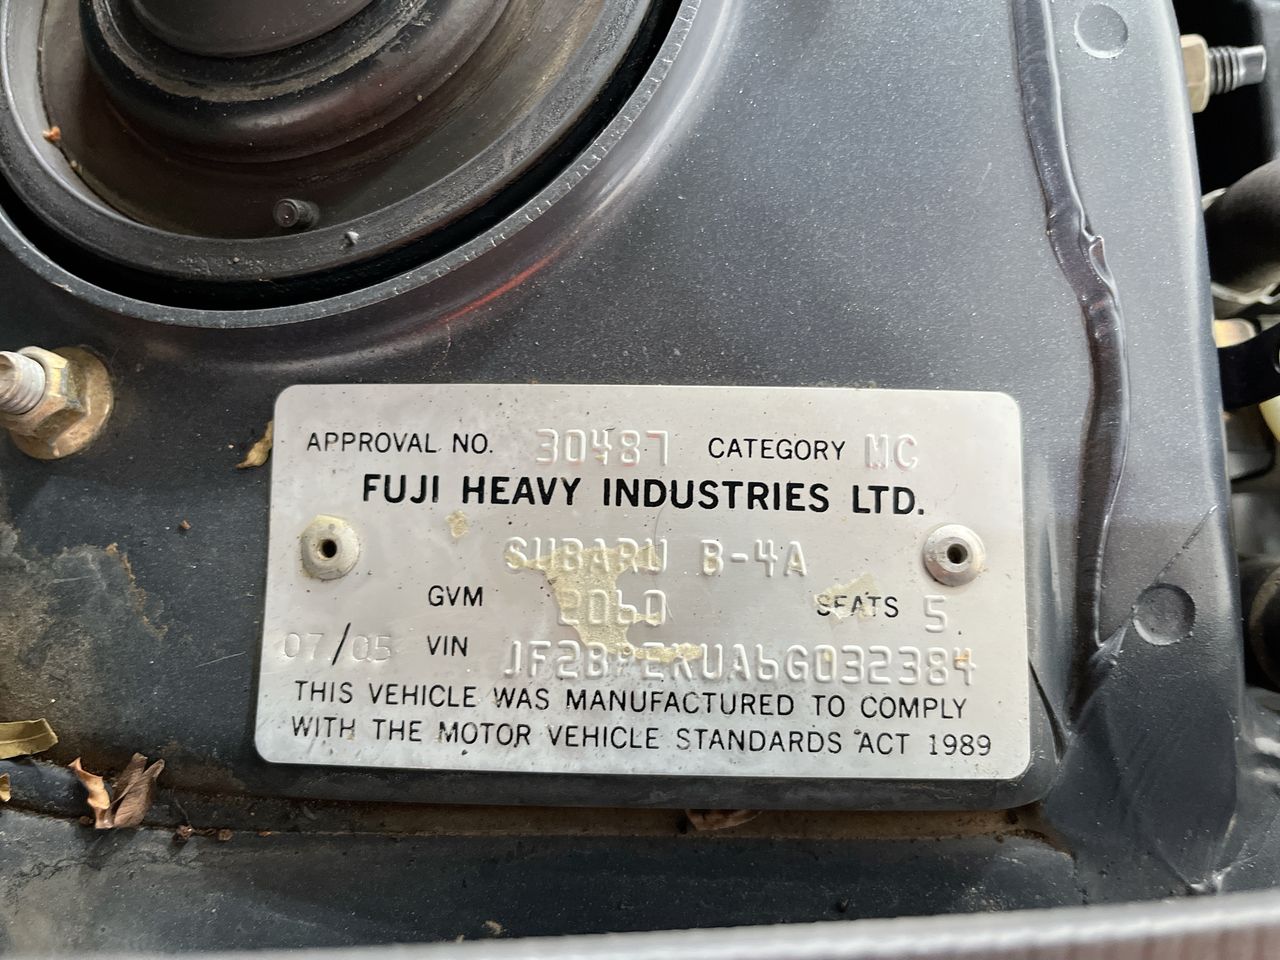 APPROVAL NO. 30487 CATEGORY MC
FUJI HEAVY INDUSTRIES LTD.
SUBARU B-4A
GVM 2060 SEATS 5
07/05 VIN JF2BPEKUA6G032384
THIS VEHICLE WAS MANUFACTURED TO COMPLY
WITH THE MOTOR VEHICLE STANDARDS ACT 1989